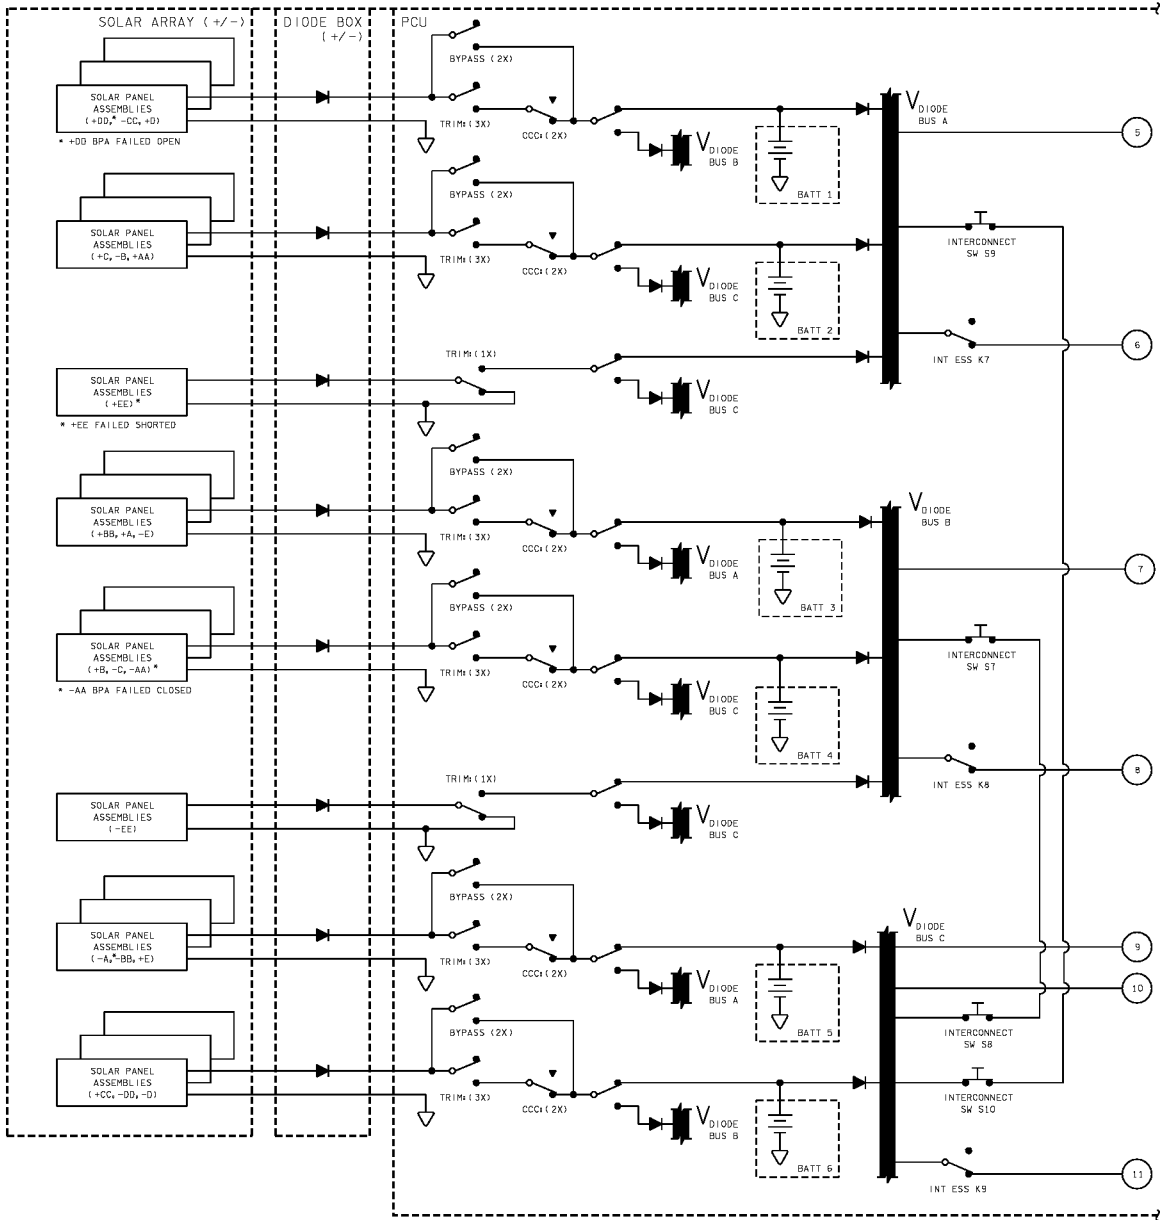 SOLAR ARRAY (+/-)
DIODE BOX
(+/-)
PCU
BYPASS (2X)
SOLAR PANEL
ASSEMBLIES
(+DD,* -CC, +D)
* +DD BPA FAILED OPEN
TRIM: (3X)
CCC: (2X)
V DIODE
BUS B
BATT 1
V DIODE
BUS A
5
BYPASS (2X)
SOLAR PANEL
ASSEMBLIES
(+C, -B, +AA)
TRIM: (3X)
CCC: (2X)
V DIODE
BUS C
BATT 2
INTERCONNECT
SW S9
TRIM: (1X)
SOLAR PANEL
ASSEMBLIES
(+EE)*
* +EE FAILED SHORTED
V DIODE
BUS C
INT ESS K7
6
BYPASS (2X)
SOLAR PANEL
ASSEMBLIES
(+BB, +A, -E)
TRIM: (3X)
CCC: (2X)
V DIODE
BUS A
BATT 3
V DIODE
BUS B
7
BYPASS (2X)
SOLAR PANEL
ASSEMBLIES
(+B, -C, -AA)*
* -AA BPA FAILED CLOSED
TRIM: (3X)
CCC: (2X)
V DIODE
BUS C
BATT 4
INTERCONNECT
SW S7
TRIM: (1X)
SOLAR PANEL
ASSEMBLIES
(-EE)
V DIODE
BUS C
INT ESS K8
8
BYPASS (2X)
SOLAR PANEL
ASSEMBLIES
(-A,*-BB, +E)
TRIM: (3X)
CCC: (2X)
V DIODE
BUS A
BATT 5
V DIODE
BUS C
9
10
INTERCONNECT
SW S8
BYPASS (2X)
SOLAR PANEL
ASSEMBLIES
(+CC, -DD, -D)
TRIM: (3X)
CCC: (2X)
V DIODE
BUS B
BATT 6
INTERCONNECT
SW S10
INT ESS K9
11